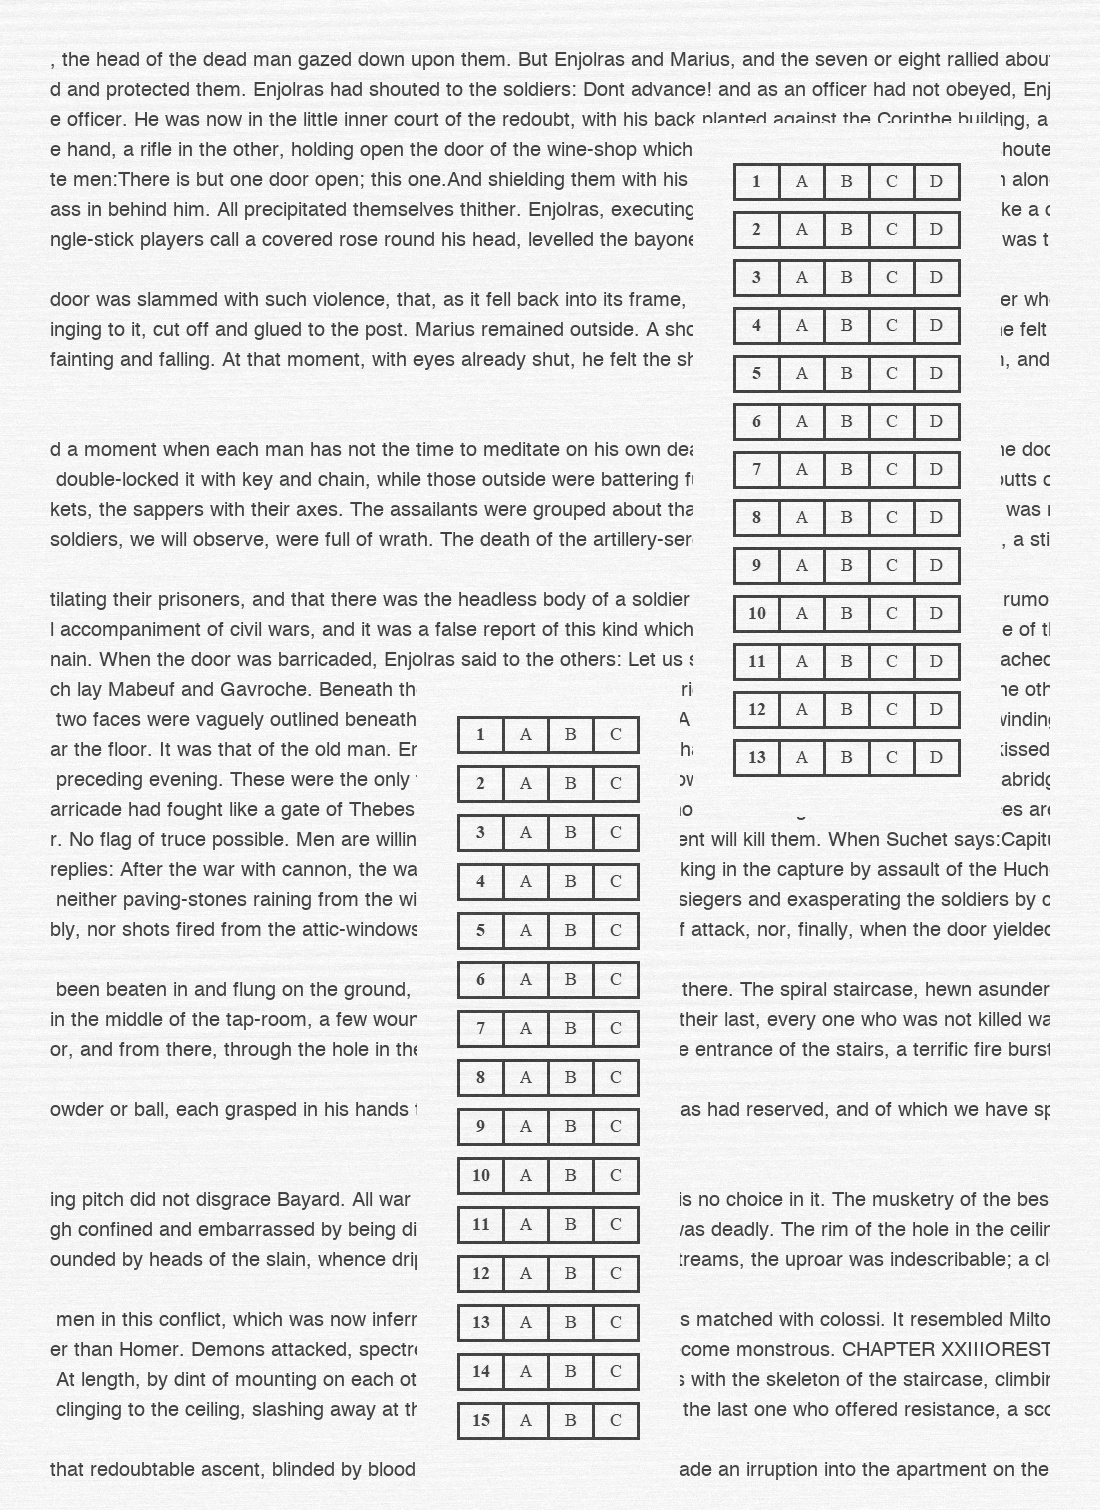 , the head of the dead man gazed down upon them. But Enjolras and Marius, and the seven or eight rallied about
d and protected them. Enjolras had shouted to the soldiers: Dont advance! and as an officer had not obeyed, Enj
e officer. He was now in the little inner court of the redoubt, with his back planted against the Corinthe building, a
e hand, a rifle in the other, holding open the door of the wine-shop which houte
te men:There is but one door open; this one.And shielding them with his alon
ass in behind him. All precipitated themselves thither. Enjolras, executing ke a
ngle-stick players call a covered rose round his head, levelled the bayone was t
door was slammed with such violence, that, as it fell back into its frame, er wh
inging to it, cut off and glued to the post. Marius remained outside. A sho e felt
fainting and falling. At that moment, with eyes already shut, he felt the sh , and
d a moment when each man has not the time to meditate on his own dea he doo
double-locked it with key and chain, while those outside were battering f utts o
kets, the sappers with their axes. The assailants were grouped about tha was
soldiers, we will observe, were full of wrath. The death of the artillery-ser , a sti
tilating their prisoners, and that there was the headless body of a soldier rumo
l accompaniment of civil wars, and it was a false report of this kind which e of t
nain. When the door was barricaded, Enjolras said to the others: Let us s ached
ch lay Mabeuf and Gavroche. Beneath th ri he oth
two faces were vaguely outlined beneath A winding
ar the floor. It was that of the old man. En ha kissed
preceding evening. These were the only ow abridg
arricade had fought like a gate of Thebes no es are
r. No flag of truce possible. Men are willin ent will kill them. When Suchet says:Capitu
replies: After the war with cannon, the wa king in the capture by assault of the Huch
neither paving-stones raining from the wi siegers and exasperating the soldiers by c
bly, nor shots fired from the attic-windows f attack, nor, finally, when the door yielded
been beaten in and flung on the ground, there. The spiral staircase, hewn asunder
in the middle of the tap-room, a few woun their last, every one who was not killed wa
or, and from there, through the hole in the e entrance of the stairs, a terrific fire burst
owder or ball, each grasped in his hands as had reserved, and of which we have sp
ing pitch did not disgrace Bayard. All war is no choice in it. The musketry of the bes
gh confined and embarrassed by being di was deadly. The rim of the hole in the ceilin
ounded by heads of the slain, whence drip treams, the uproar was indescribable; a cl
men in this conflict, which was now infern s matched with colossi. It resembled Milto
er than Homer. Demons attacked, spectre come monstrous. CHAPTER XXIIIOREST
At length, by dint of mounting on each ot s with the skeleton of the staircase, climbin
clinging to the ceiling, slashing away at th the last one who offered resistance, a sco
that redoubtable ascent, blinded by blood ade an irruption into the apartment on the
1 A B C D
2 A B C D
3 A B C D
4 A B C D
5 A B C D
6 A B C D
7 A B C D
8 A B C D
9 A B C D
10 A B C D
11 A B C D
12 A B C D
13 A B C D
1 A B C
2 A B C
3 A B C
4 A B C
5 A B C
6 A B C
7 A B C
8 A B C
9 A B C
10 A B C
11 A B C
12 A B C
13 A B C
14 A B C
15 A B C